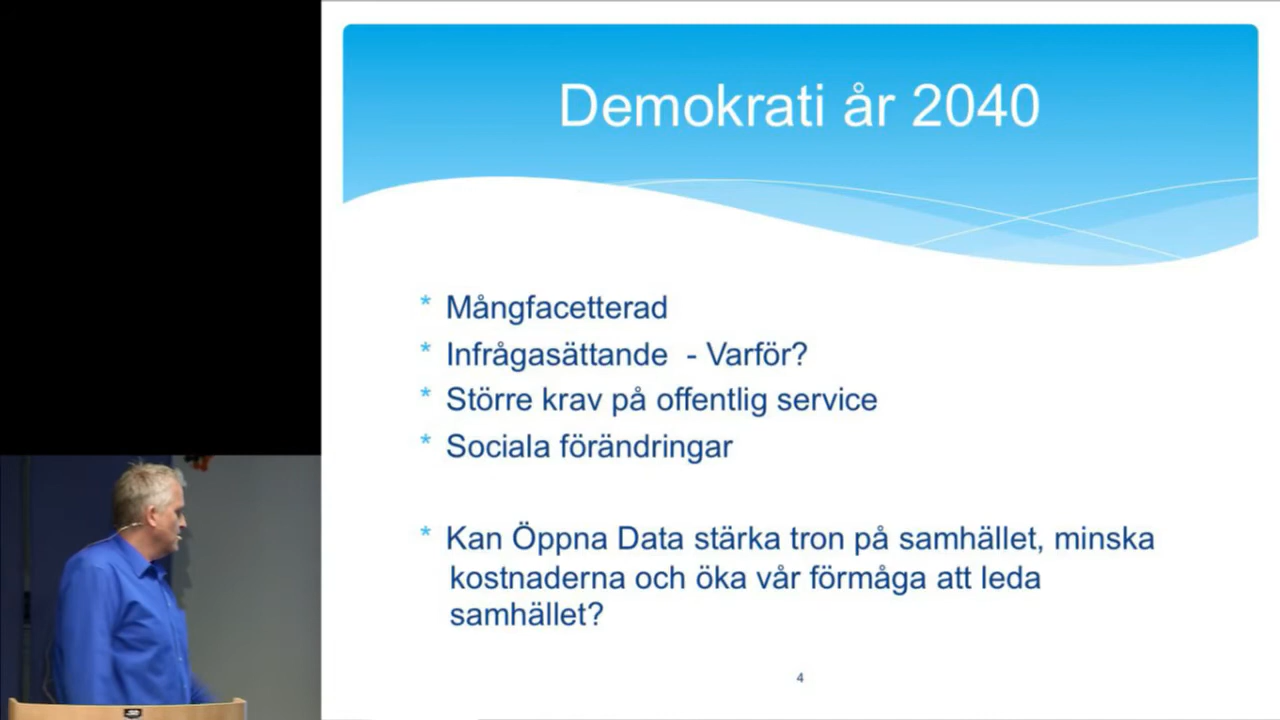 Demokrati år 2040
* Mångfacetterad
* Infrågasättande - Varför?
* Större krav på offentlig service
* Sociala förändringar
* Kan Öppna Data stärka tron på samhället, minska
kostnaderna och öka vår förmåga att leda
samhället?
4